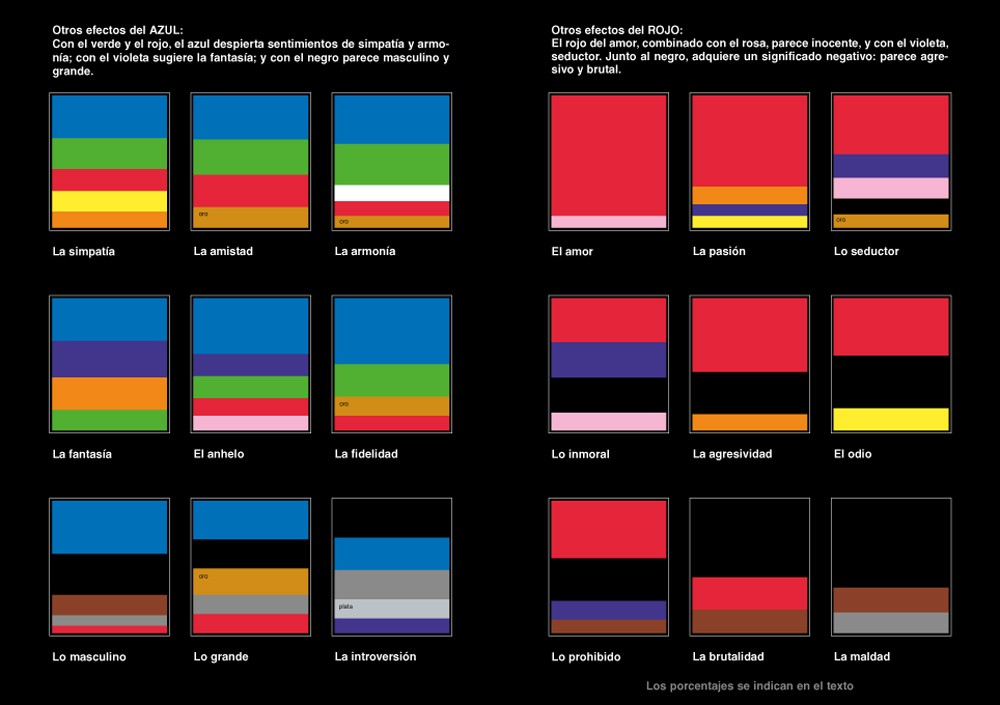 Otros efectos del AZUL:
Con el verde y el rojo, el azul despierta sentimientos de simpatía y armo-
nía; con el violeta sugiere la fantasía; y con el negro parece masculino y
grande.
oro
oro
La simpatía
La amistad
La armonía
oro
La fantasía
El anhelo
La fidelidad
oro
plata
Lo masculino
Lo grande
La introversión
Otros efectos del ROJO:
El rojo del amor, combinado con el rosa, parece inocente, y con el violeta,
seductor. Junto al negro, adquiere un significado negativo: parece agre-
sivo y brutal.
oro
El amor
La pasión
Lo seductor
Lo inmoral
La agresividad
El odio
Lo prohibido
La brutalidad
La maldad
Los porcentajes se indican en el texto